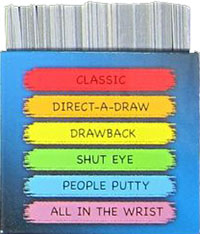 CLASSIC
DIRECT-A-DRAW
DRAWBACK
SHUT EYE
PEOPLE PUTTY
ALL IN THE WRIST